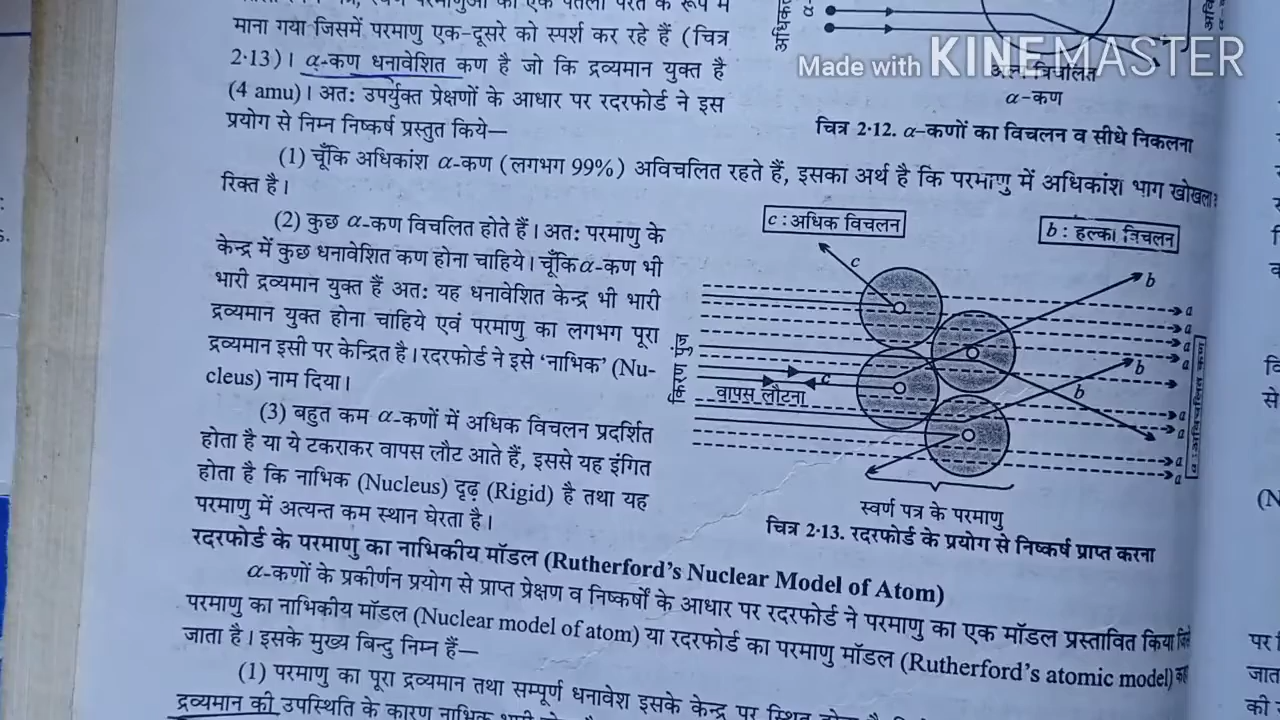 माना गया जिसमें परमाणु एक-दूसरे को स्पर्श कर रहे हैं (चित्र
2·13)। α-कण धनावेशित कण है जो कि द्रव्यमान युक्त है
(4 amu)। अत: उपर्युक्त प्रेक्षणों के आधार पर रदरफोर्ड ने इस
प्रयोग से निम्न निष्कर्ष प्रस्तुत किये—
Made with KINEMASTER
α-कण
चित्र 2·12. α-कणों का विचलन व सीधे निकलना
(1) चूँकि अधिकांश α-कण (लगभग 99%) अविचलित रहते हैं, इसका अर्थ है कि परमाणु में अधिकांश भाग खोखला
रिक्त है।
(2) कुछ α-कण विचलित होते हैं। अत: परमाणु के
केन्द्र में कुछ धनावेशित कण होना चाहिये। चूँकि α-कण भी
भारी द्रव्यमान युक्त हैं अत: यह धनावेशित केन्द्र भी भारी
द्रव्यमान युक्त होना चाहिये एवं परमाणु का लगभग पूरा
द्रव्यमान इसी पर केन्द्रित है। रदरफोर्ड ने इसे ‘नाभिक’ (Nu-
cleus) नाम दिया।
(3) बहुत कम α-कणों में अधिक विचलन प्रदर्शित
होता है या ये टकराकर वापस लौट आते हैं, इससे यह इंगित
होता है कि नाभिक (Nucleus) दृढ़ (Rigid) है तथा यह
परमाणु में अत्यन्त कम स्थान घेरता है।
c : अधिक विचलन
b : हल्का विचलन
c
b
a
a
a
a
b
c
वापस लौटना
b
a
a
a
a
किरण पुंज
a : अविचलित कण
स्वर्ण पत्र के परमाणु
चित्र 2·13. रदरफोर्ड के प्रयोग से निष्कर्ष प्राप्त करना
रदरफोर्ड के परमाणु का नाभिकीय मॉडल (Rutherford’s Nuclear Model of Atom)
α-कणों के प्रकीर्णन प्रयोग से प्राप्त प्रेक्षण व निष्कर्षों के आधार पर रदरफोर्ड ने परमाणु का एक मॉडल प्रस्तावित किया
परमाणु का नाभिकीय मॉडल (Nuclear model of atom) या रदरफोर्ड का परमाणु मॉडल (Rutherford’s atomic model)
जाता है। इसके मुख्य बिन्दु निम्न हैं—
(1) परमाणु का पूरा द्रव्यमान तथा सम्पूर्ण धनावेश इसके केन्द्र पर स्थित
द्रव्यमान की उपस्थिति के कारण नाभिक
से
पर
जात
की